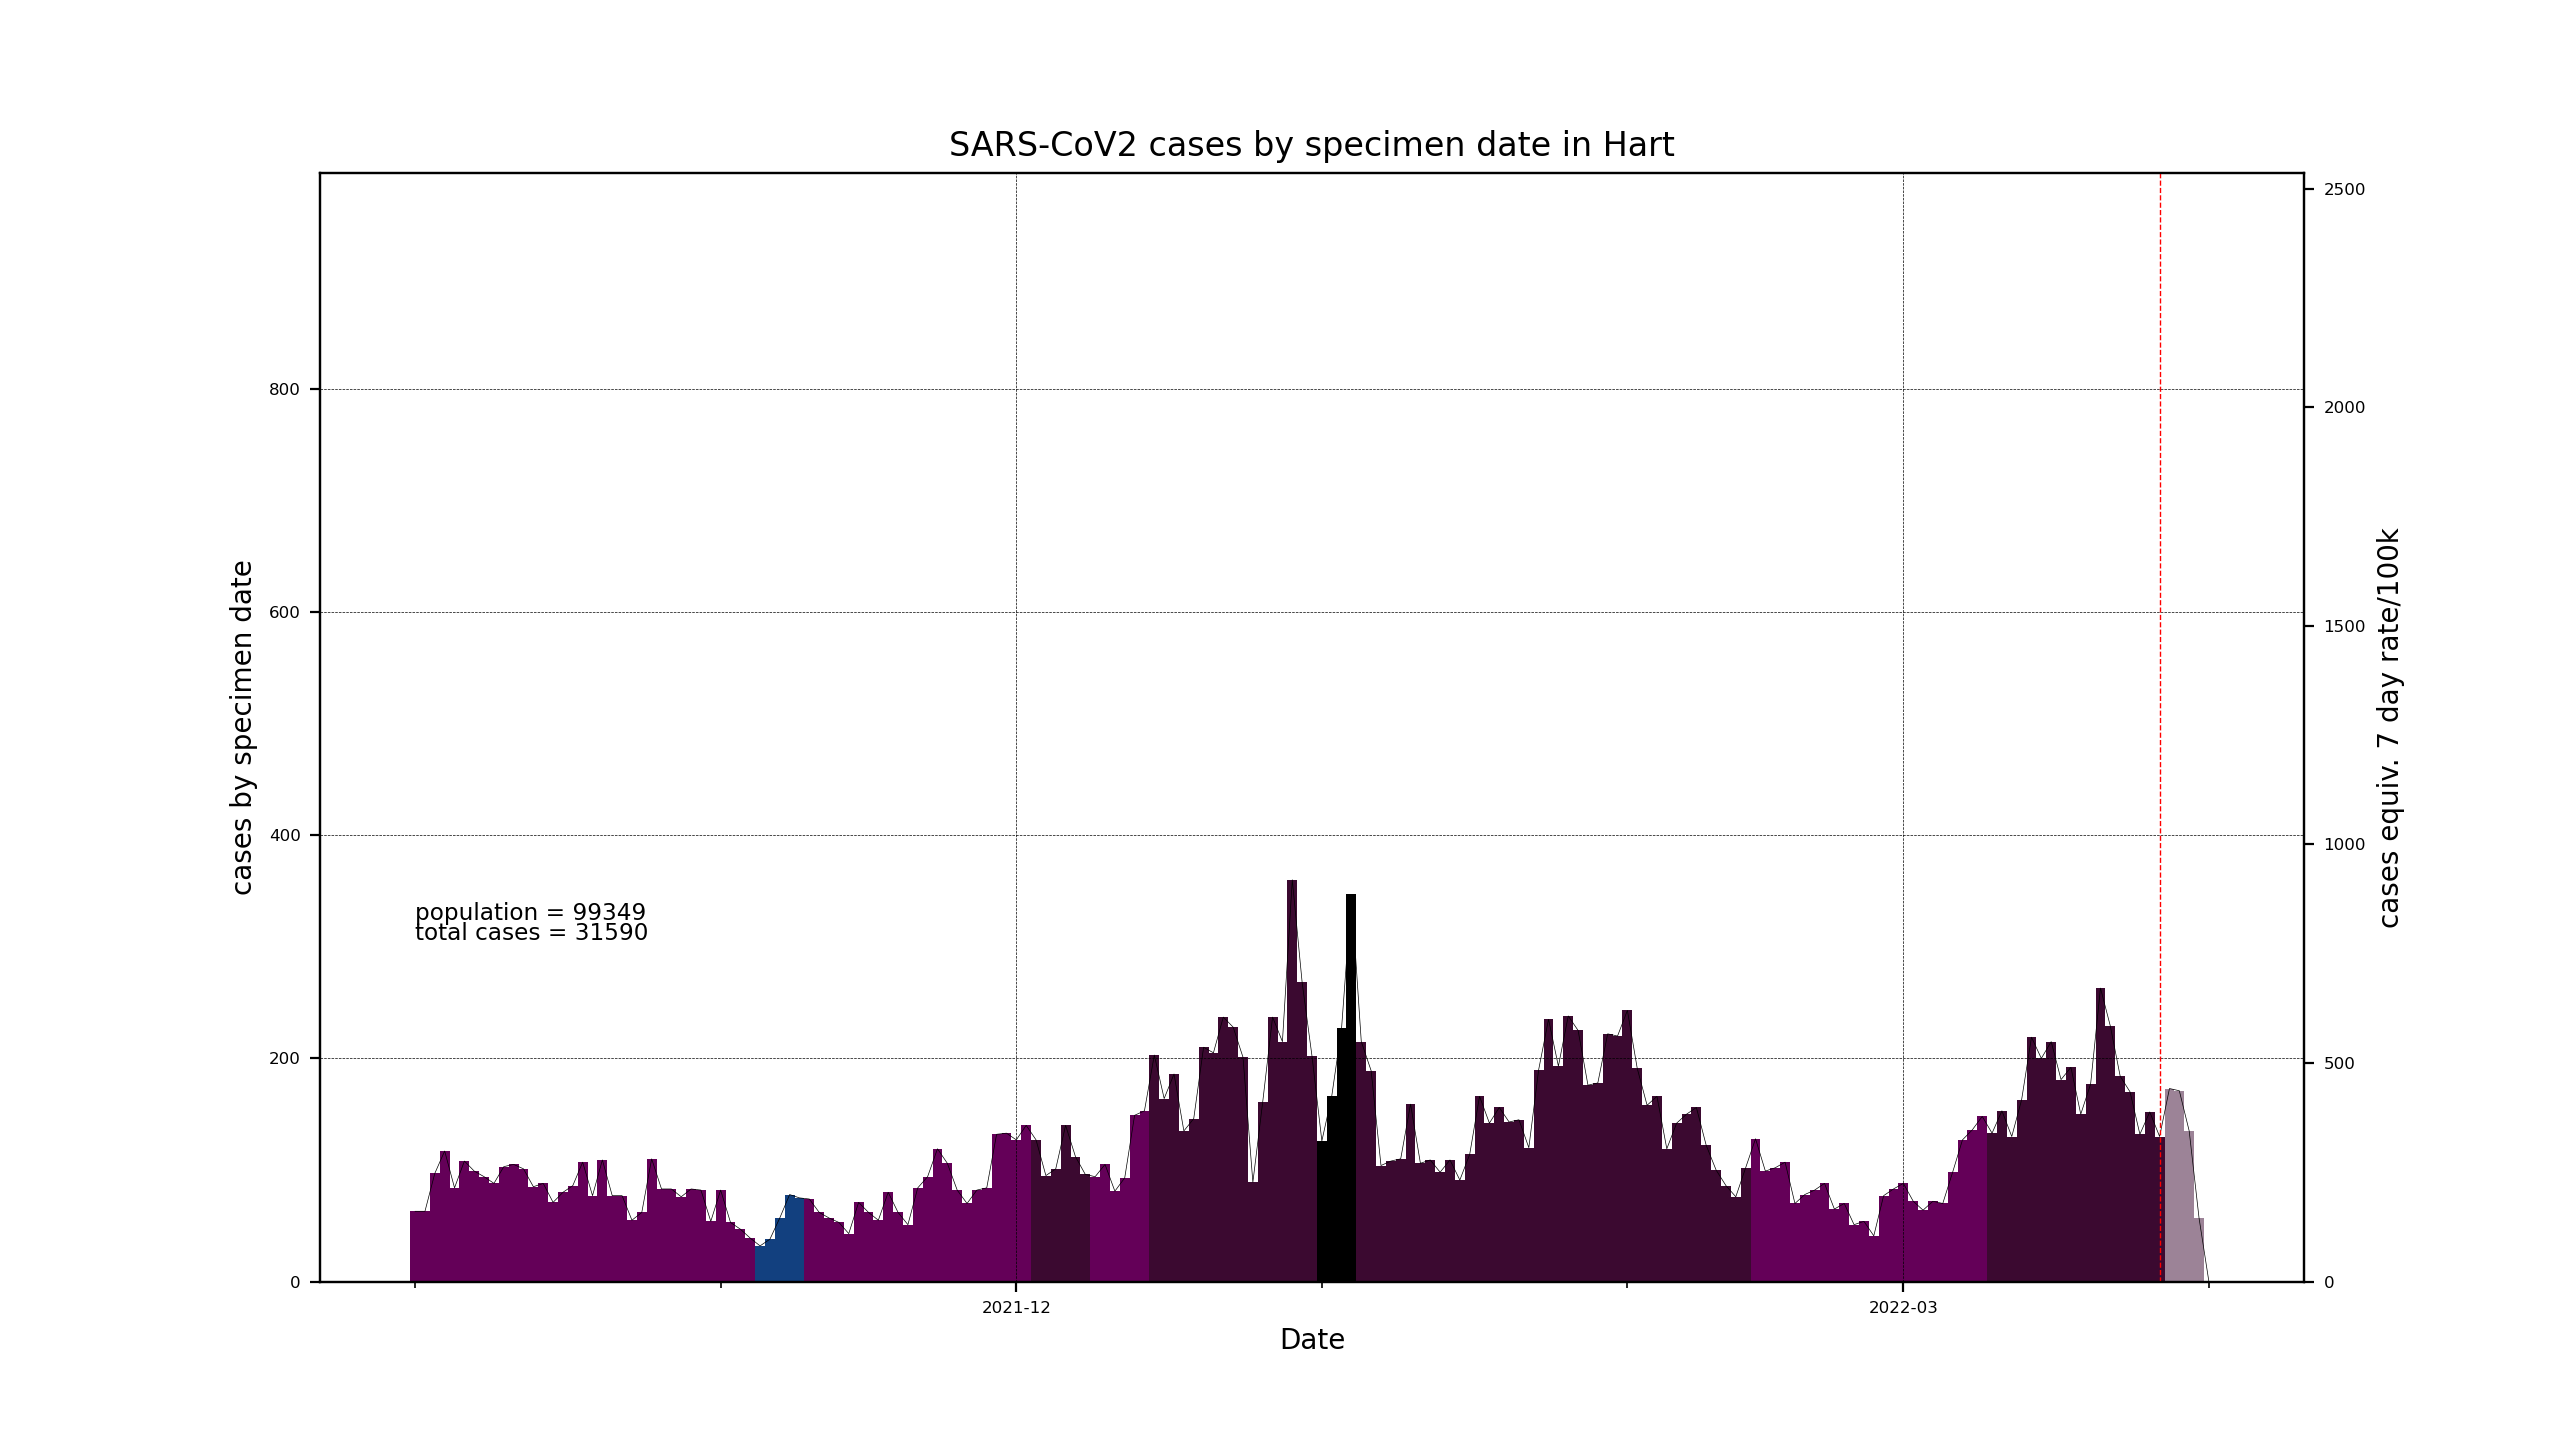 SARS-CoV2 cases by specimen date in Hart
cases by specimen date
800
600
400
200
0
population = 99349
total cases = 31590
2500
2000
1500
1000
500
0
cases equiv. 7 day rate/100k
2021-12
2022-03
Date